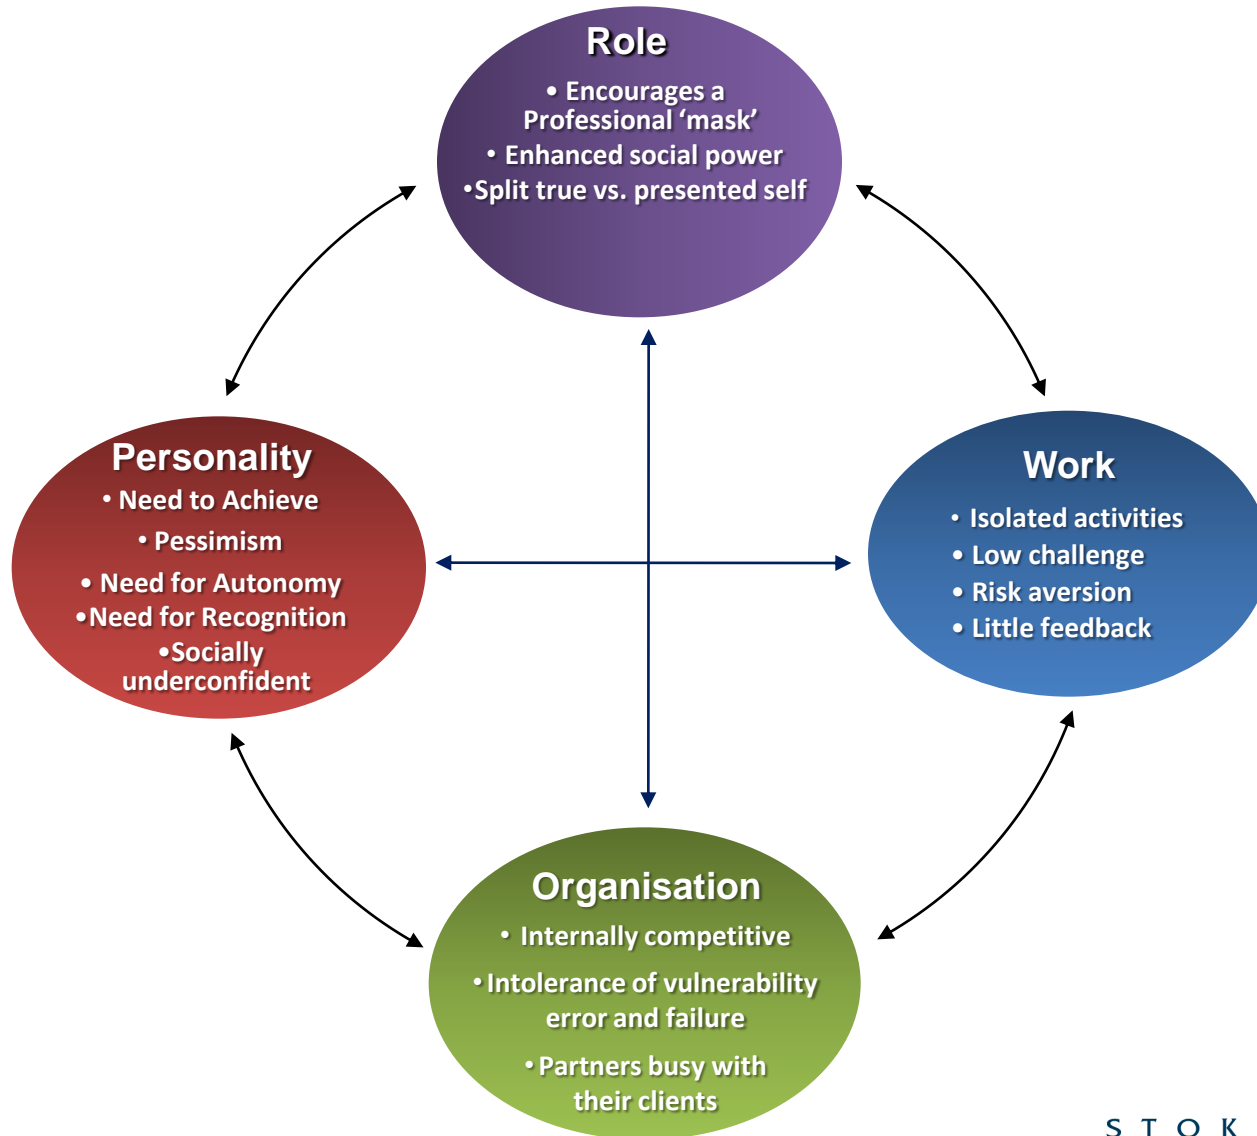 Role
• Encourages a
Professional ‘mask’
• Enhanced social power
•Split true vs. presented self
Personality
• Need to Achieve
• Pessimism
• Need for Autonomy
•Need for Recognition
•Socially
underconfident
Work
• Isolated activities
• Low challenge
• Risk aversion
• Little feedback
Organisation
• Internally competitive
• Intolerance of vulnerability
error and failure
• Partners busy with
their clients
S T O K